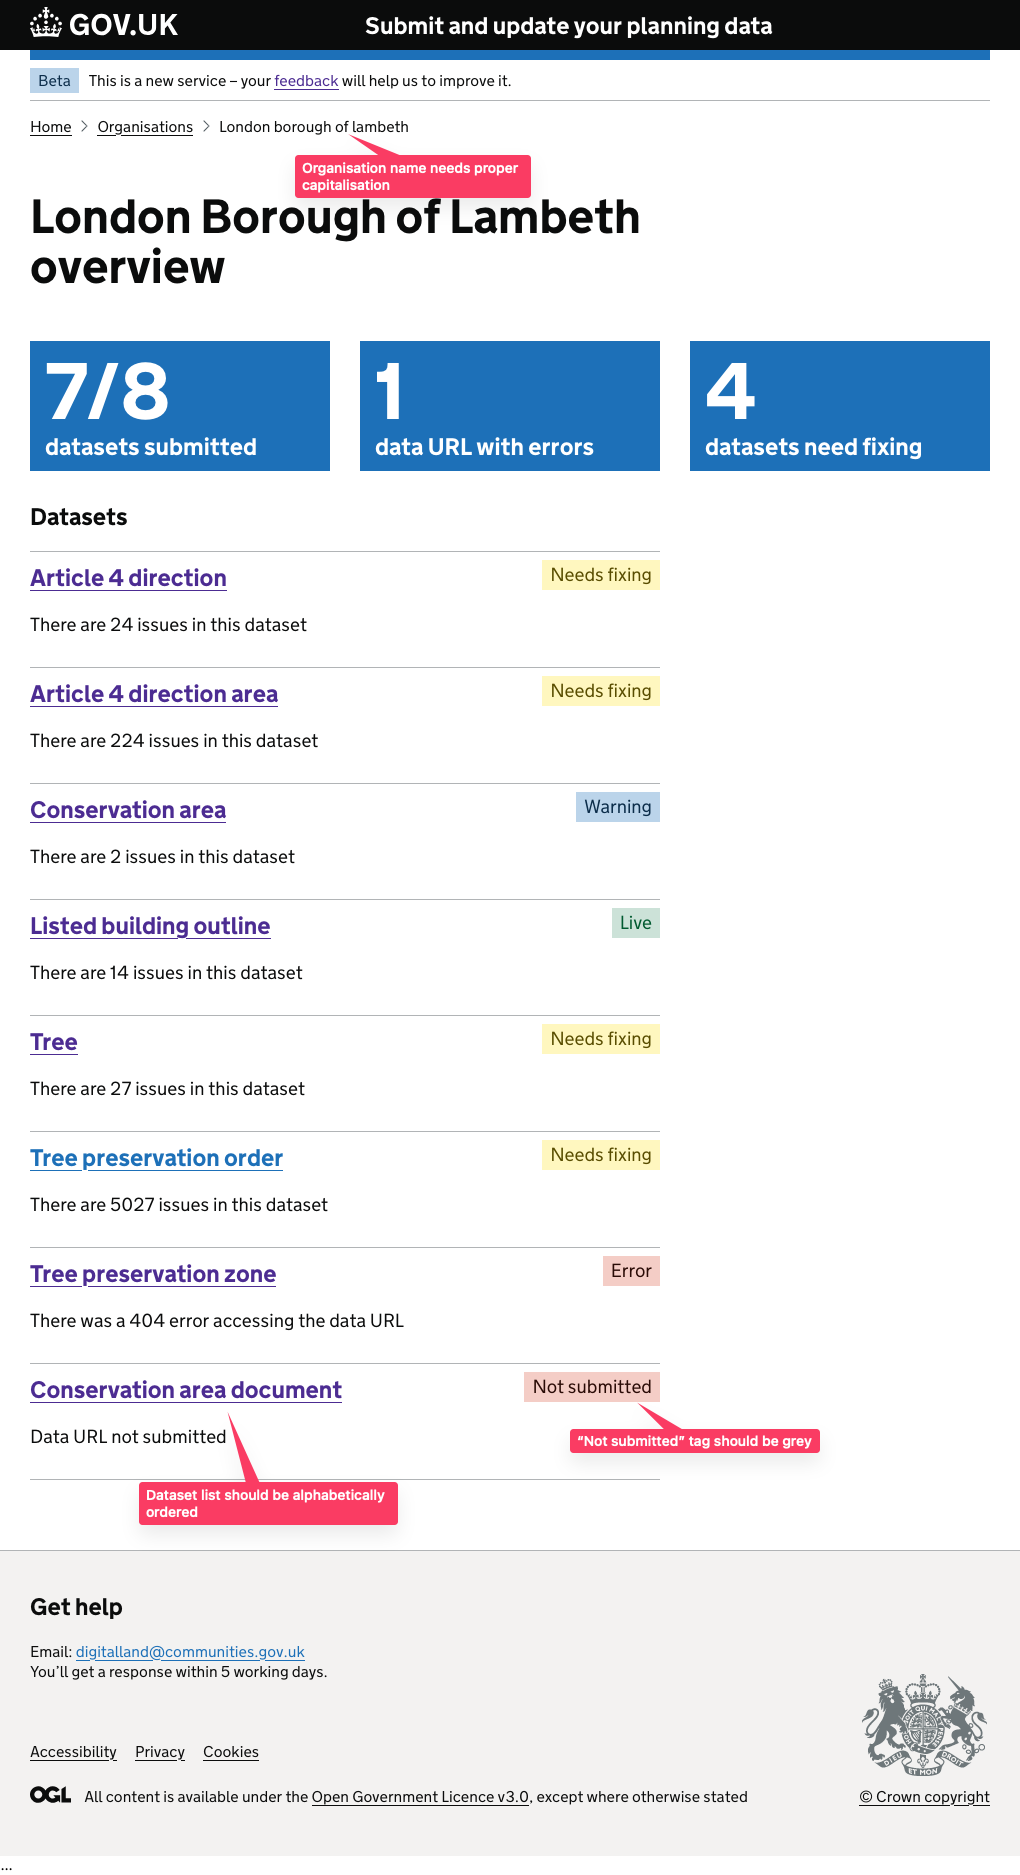 GOV.UK
Submit and update your planning data
Beta This is a new service – your feedback will help us to improve it.
Home > Organisations > London borough of lambeth
Organisation name needs proper
capitalisation
London Borough of Lambeth
overview
7/8
datasets submitted
1
data URL with errors
4
datasets need fixing
Datasets
Article 4 direction
Needs fixing
There are 24 issues in this dataset
Article 4 direction area
Needs fixing
There are 224 issues in this dataset
Conservation area
Warning
There are 2 issues in this dataset
Listed building outline
Live
There are 14 issues in this dataset
Tree
Needs fixing
There are 27 issues in this dataset
Tree preservation order
Needs fixing
There are 5027 issues in this dataset
Tree preservation zone
Error
There was a 404 error accessing the data URL
Conservation area document
Not submitted
Data URL not submitted
“Not submitted” tag should be grey
Dataset list should be alphabetically
ordered
Get help
Email: digitalland@communities.gov.uk
You’ll get a response within 5 working days.
Accessibility Privacy Cookies
OGL All content is available under the Open Government Licence v3.0, except where otherwise stated
DIEU ET MON DROIT
© Crown copyright
...